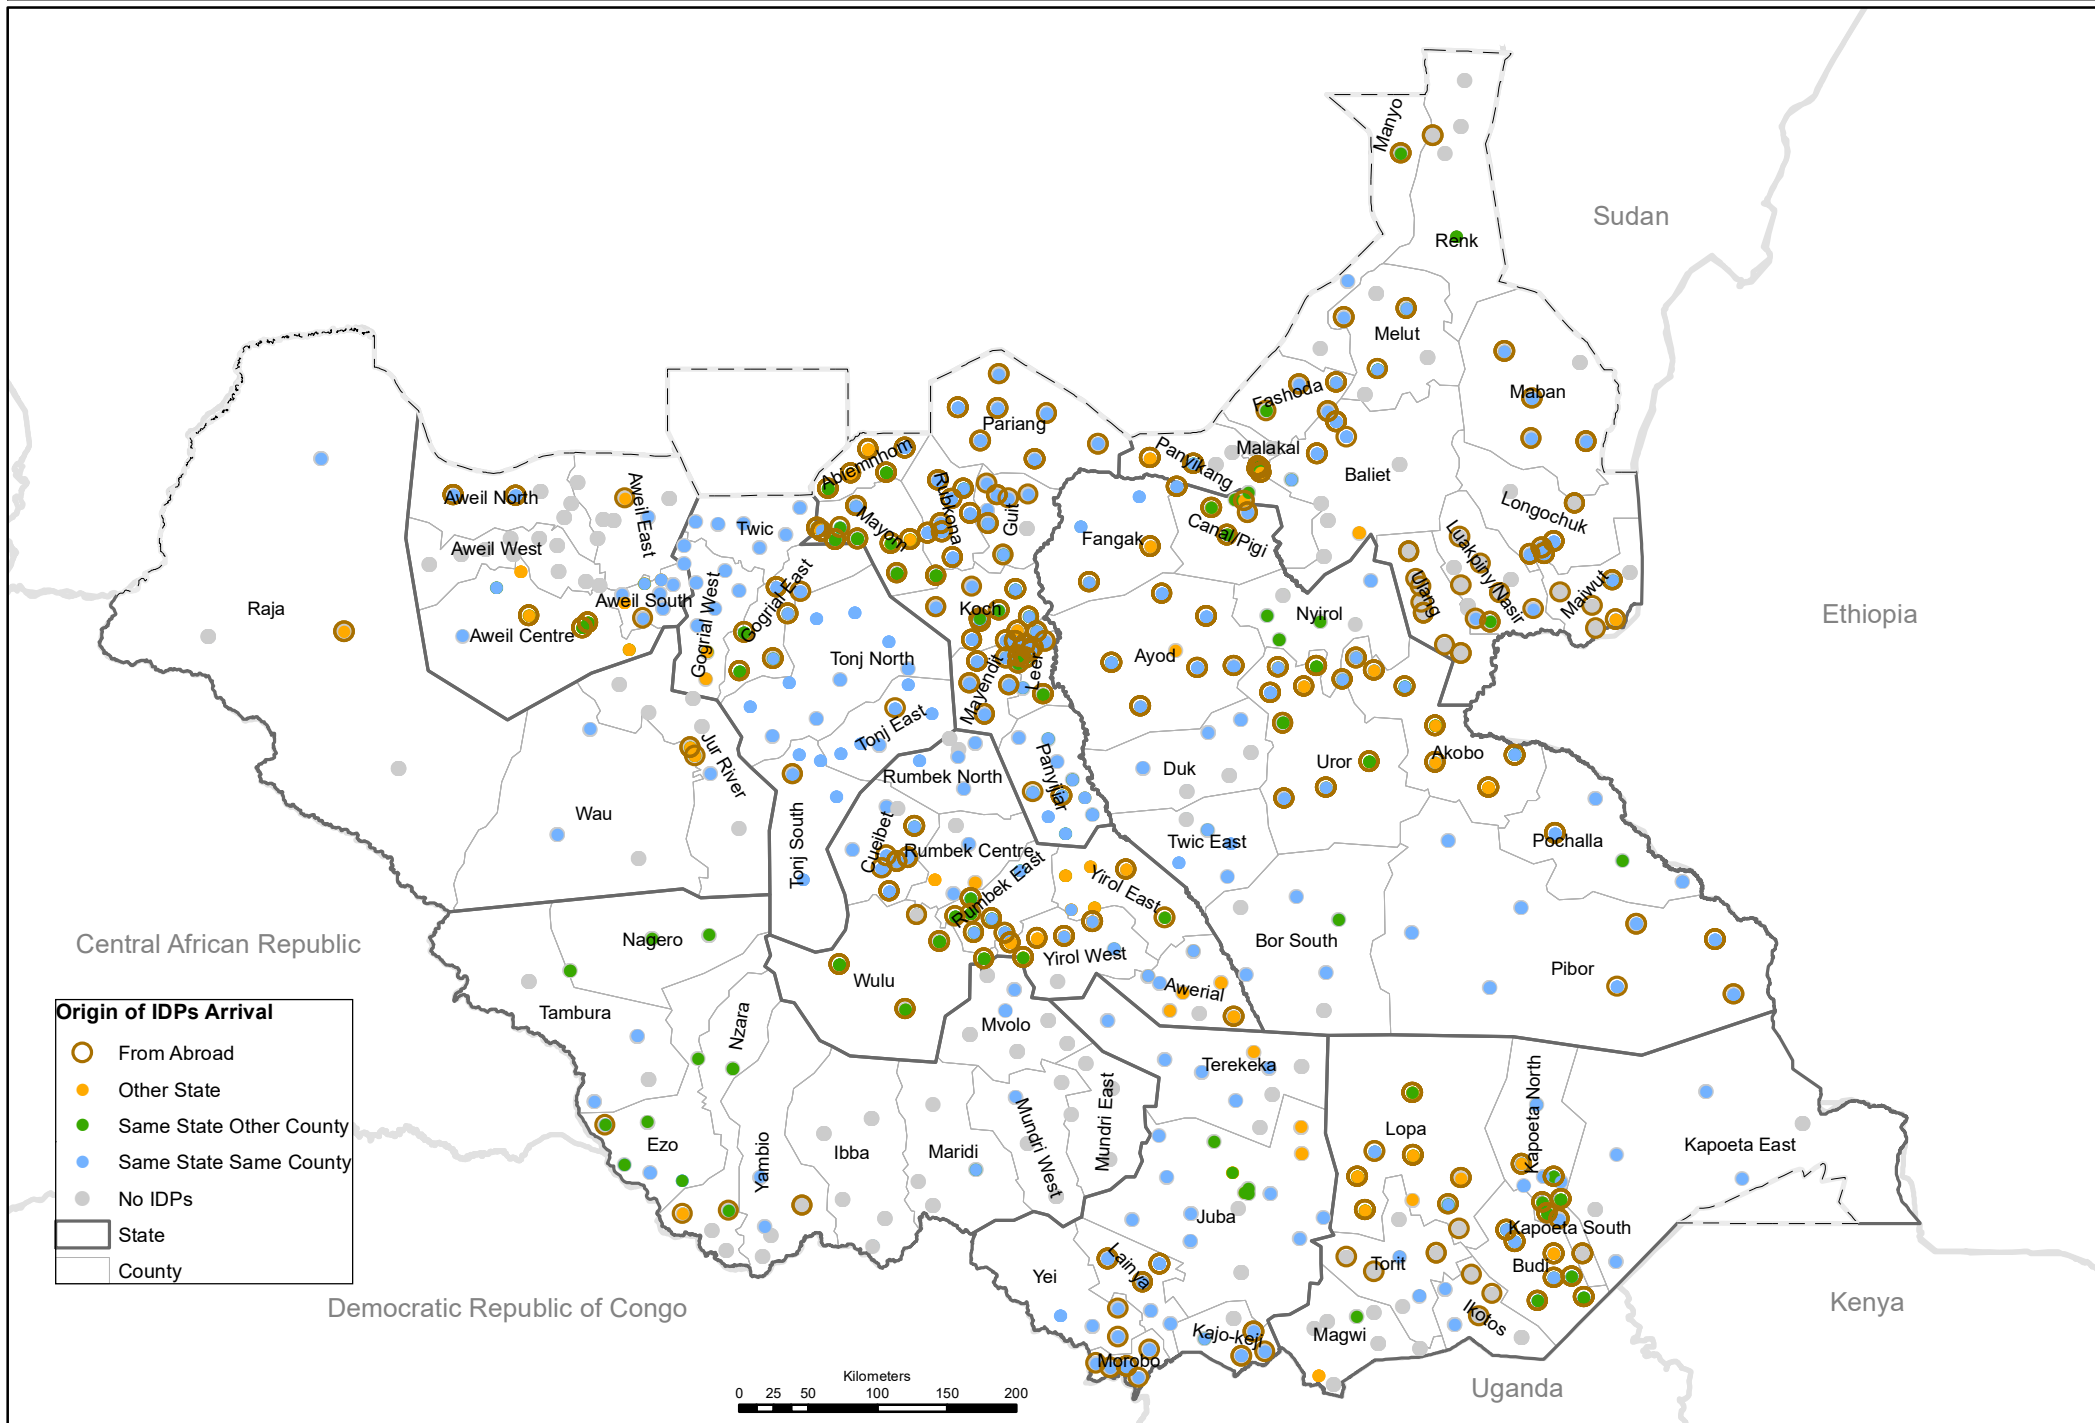 Manyo
Sudan
Renk
Melut
Maban
Fashoda
Pariang
Malakal
Panyikang
Baliet
Abiemnhom
Aweil North
Aweil East
Rubkona
Guit
Longochuk
Twic
Mayom
Canal/Pigi
Fangak
Luakpiny/Nasir
Aweil West
Ulang
Maiwut
Ethiopia
Raja
Aweil South
Gogrial West
Gogrial East
Koch
Nyirol
Aweil Centre
Tonj North
Mayendit
Leer
Ayod
Tonj East
Jur River
Panyijiar
Rumbek North
Duk
Uror
Akobo
Wau
Tonj South
Cueibet
Rumbek Centre
Rumbek East
Twic East
Pochalla
Yirol East
Central African Republic
Nagero
Wulu
Yirol West
Bor South
Pibor
Awerial
Tambura
Nzara
Mvolo
Terekeka
Kapoeta North
Origin of IDPs Arrival
From Abroad
Other State
Same State Other County
Same State Same County
No IDPs
State
County
Ezo
Yambio
Ibba
Maridi
Mundri West
Mundri East
Lopa
Kapoeta East
Juba
Kapoeta South
Yei
Lainya
Torit
Budi
Ikotos
Democratic Republic of Congo
Kenya
Morobo
Kajo-keji
Magwi
Uganda
Kilometers
0 25 50 100 150 200